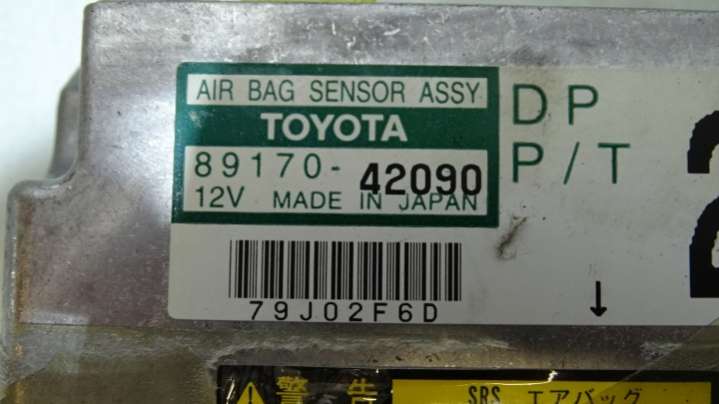 AIR BAG SENSOR ASSY
TOYOTA
89170-42090
12V MADE IN JAPAN
DP
P/T
2
↓
79J02F6D
警告
SRS エアバッグ